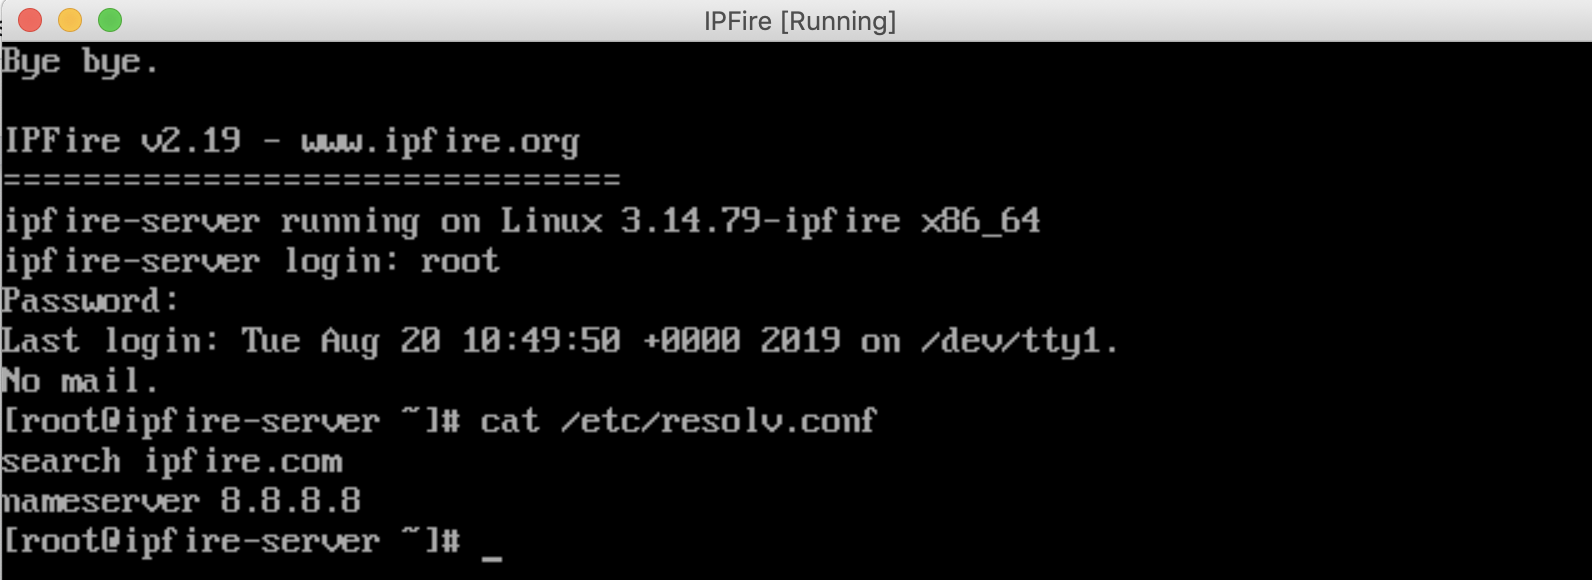 IPFire [Running]
Bye bye.
IPFire v2.19 - www.ipfire.org
===============================
ipfire-server running on Linux 3.14.79-ipfire x86_64
ipfire-server login: root
Password:
Last login: Tue Aug 20 10:49:50 +0000 2019 on /dev/tty1.
No mail.
[root@ipfire-server ~]# cat /etc/resolv.conf
search ipfire.com
nameserver 8.8.8.8
[root@ipfire-server ~]# _